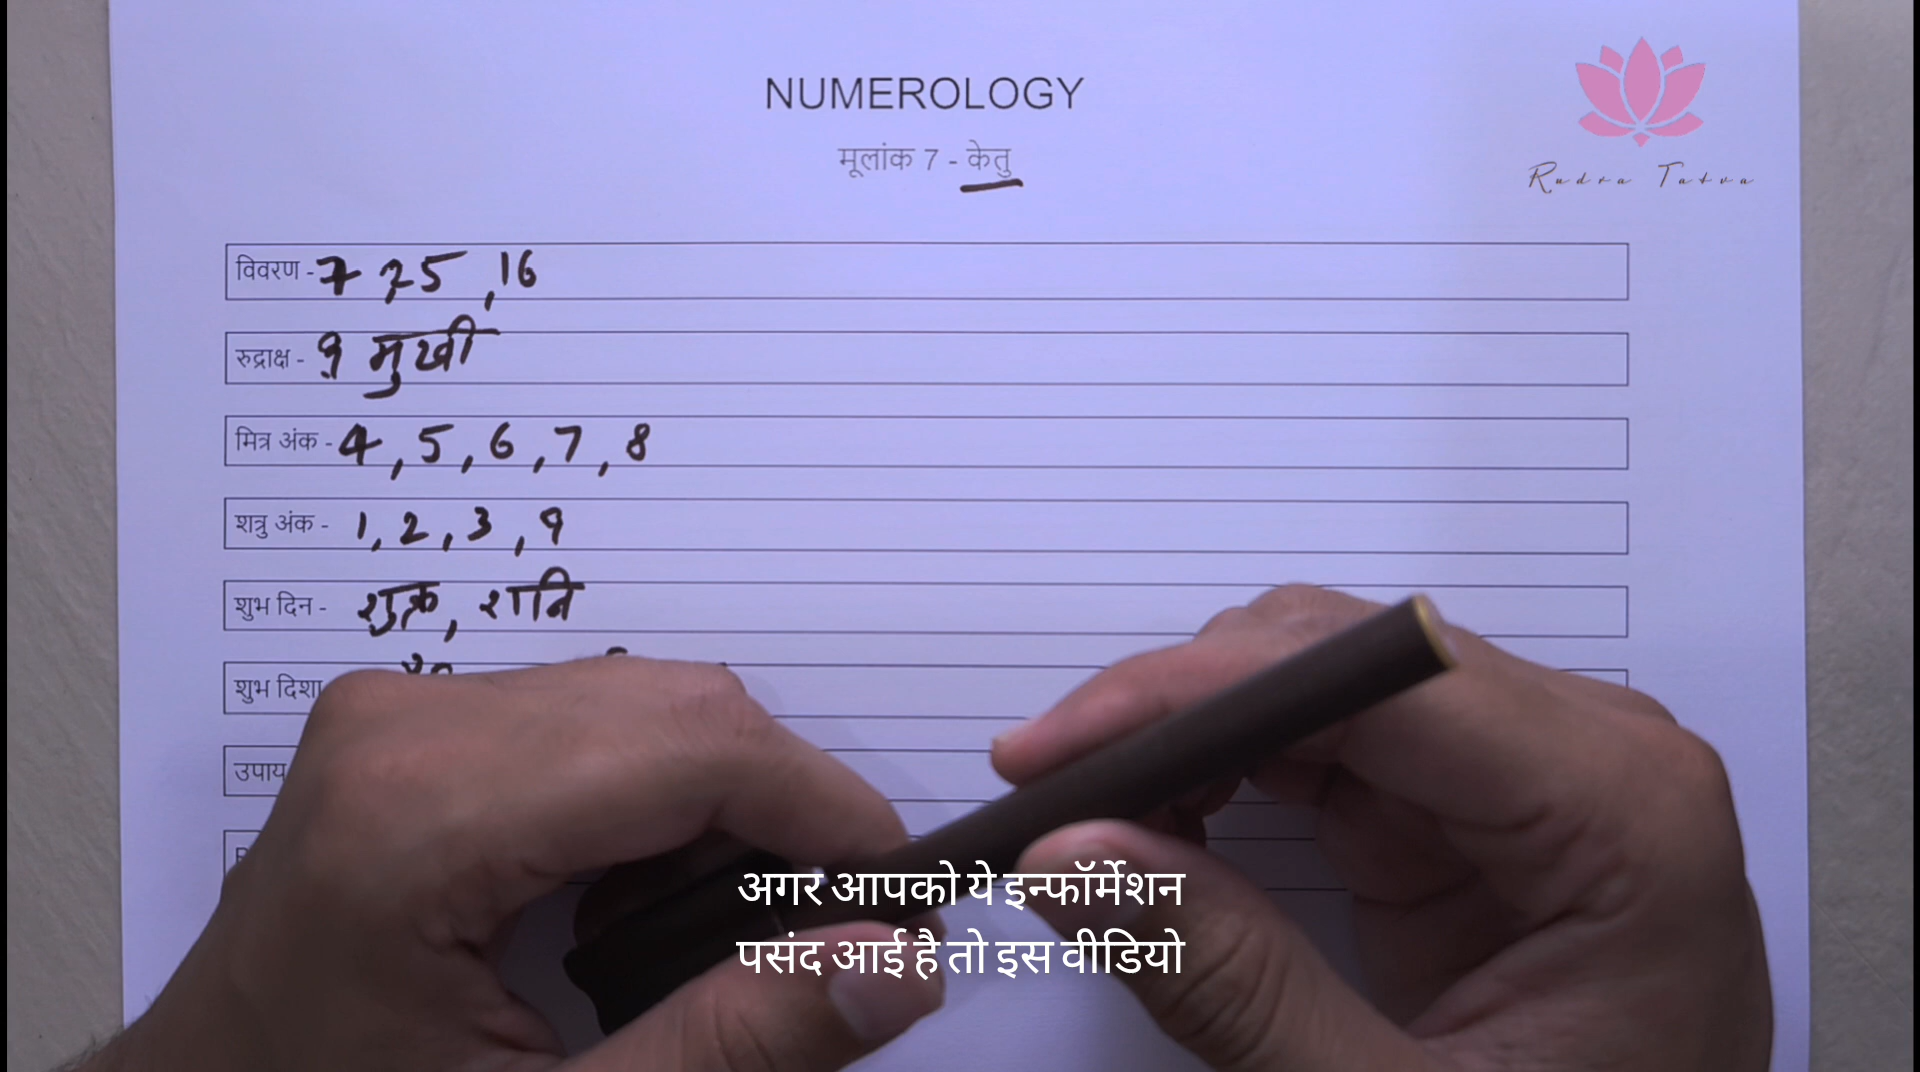 NUMEROLOGY
मूलांक 7 - केतु
Rudra Tatva
विवरण - 7, 25, 16
रुद्राक्ष - 9 मुखी
मित्र अंक - 4, 5, 6, 7, 8
शत्रु अंक - 1, 2, 3, 9
शुभ दिन - शुक्र, शनि
शुभ दिशा
उपाय
अगर आपको ये इन्फॉर्मेशन
पसंद आई है तो इस वीडियो